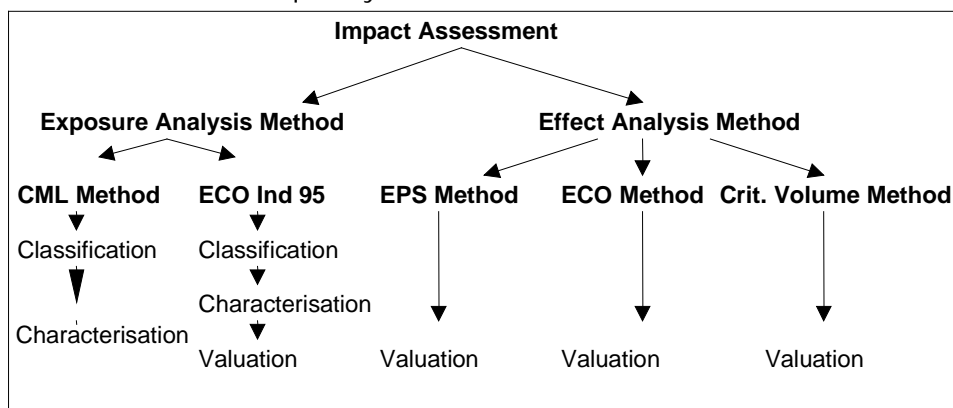 Impact Assessment
Exposure Analysis Method Effect Analysis Method
CML Method ECO Ind 95 EPS Method ECO Method Crit. Volume Method
Classification Classification
Characterisation
Characterisation
Valuation Valuation Valuation Valuation